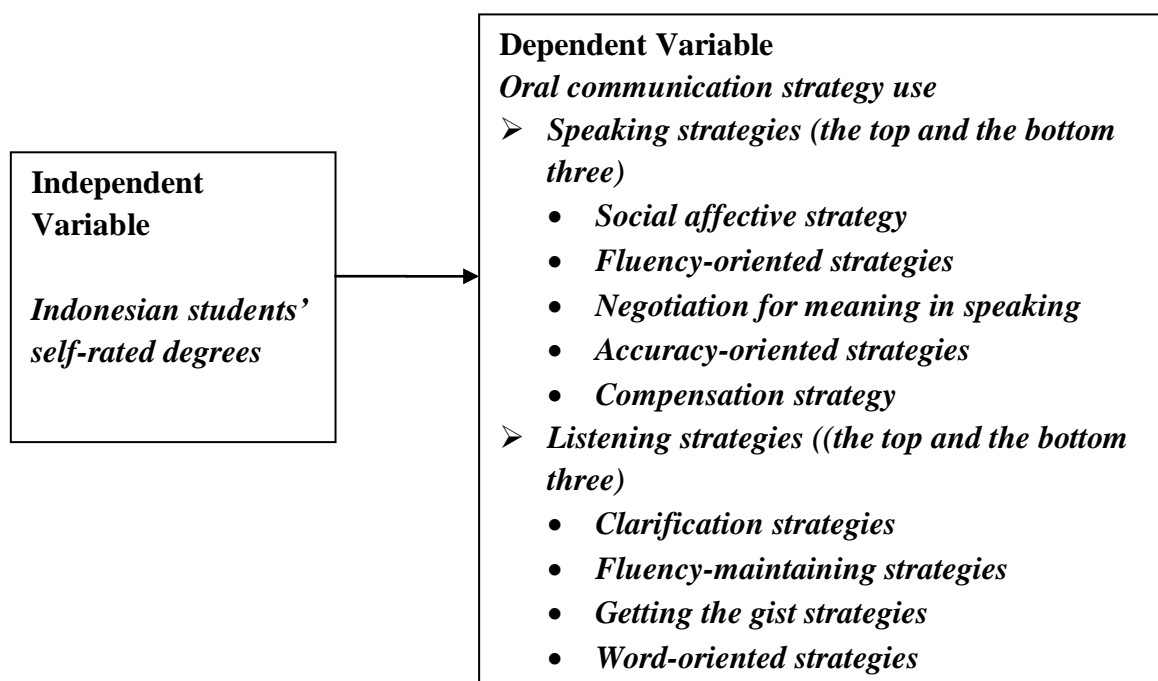 Independent
Variable
Indonesian students’
self-rated degrees
Dependent Variable
Oral communication strategy use
➢ Speaking strategies (the top and the bottom
three)
• Social affective strategy
• Fluency-oriented strategies
• Negotiation for meaning in speaking
• Accuracy-oriented strategies
• Compensation strategy
➢ Listening strategies ((the top and the bottom
three)
• Clarification strategies
• Fluency-maintaining strategies
• Getting the gist strategies
• Word-oriented strategies